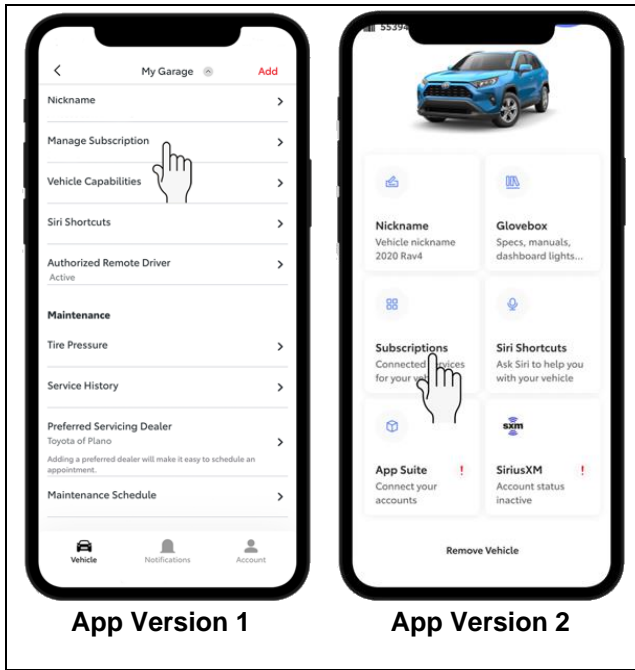 My Garage
Add
Nickname
Manage Subscription
Vehicle Capabilities
Siri Shortcuts
Authorized Remote Driver
Active
Maintenance
Tire Pressure
Service History
Preferred Servicing Dealer
Toyota of Plano
Adding a preferred dealer will make it easy to schedule an
appointment.
Maintenance Schedule
Vehicle
Notifications
Account
App Version 1
Nickname
Vehicle nickname
2020 Rav4
Glovebox
Specs, manuals,
dashboard lights...
Subscriptions
Connected
for your
Siri Shortcuts
Ask Siri to help you
with your vehicle
App Suite !
Connect your
accounts
sxm
SiriusXM !
Account status
inactive
Remove Vehicle
App Version 2